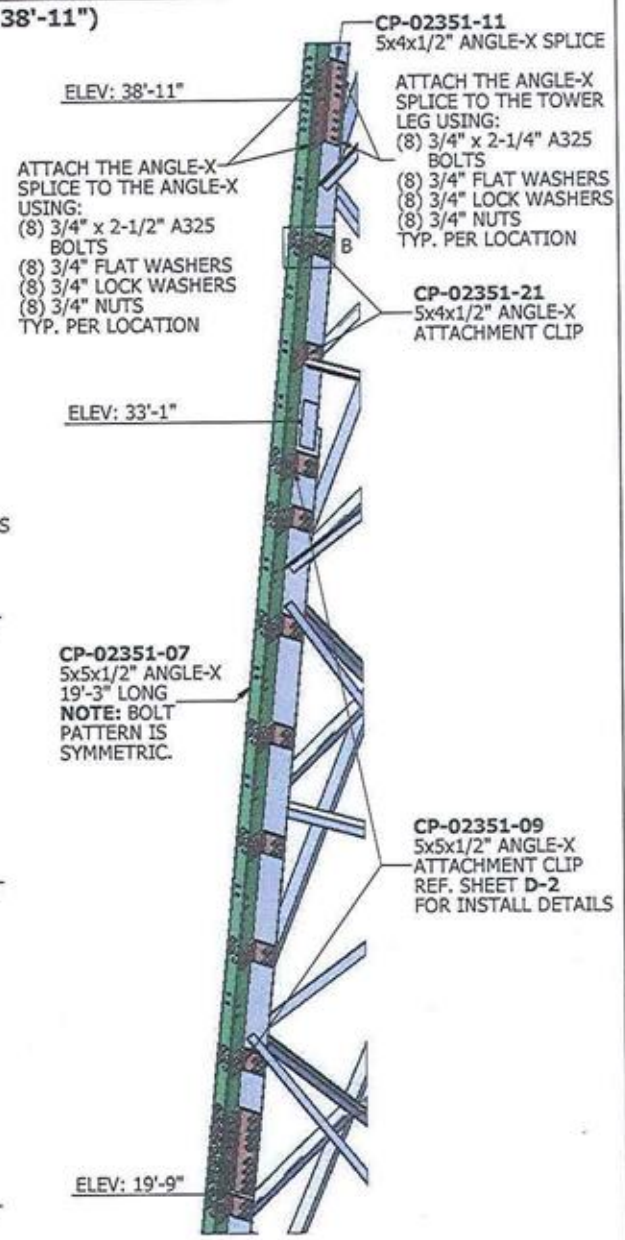 38'-11")
CP-02351-11
5x4x1/2" ANGLE-X SPLICE
ELEV: 38'-11"
ATTACH THE ANGLE-X
SPLICE TO THE TOWER
LEG USING:
(8) 3/4" x 2-1/4" A325
BOLTS
(8) 3/4" FLAT WASHERS
(8) 3/4" LOCK WASHERS
(8) 3/4" NUTS
TYP. PER LOCATION
ATTACH THE ANGLE-X
SPLICE TO THE ANGLE-X
USING:
(8) 3/4" x 2-1/2" A325
BOLTS
(8) 3/4" FLAT WASHERS
(8) 3/4" LOCK WASHERS
(8) 3/4" NUTS
TYP. PER LOCATION
B
CP-02351-21
5x4x1/2" ANGLE-X
ATTACHMENT CLIP
ELEV: 33'-1"
S
CP-02351-07
5x5x1/2" ANGLE-X
19'-3" LONG
NOTE: BOLT
PATTERN IS
SYMMETRIC.
CP-02351-09
5x5x1/2" ANGLE-X
ATTACHMENT CLIP
REF. SHEET D-2
FOR INSTALL DETAILS
ELEV: 19'-9"